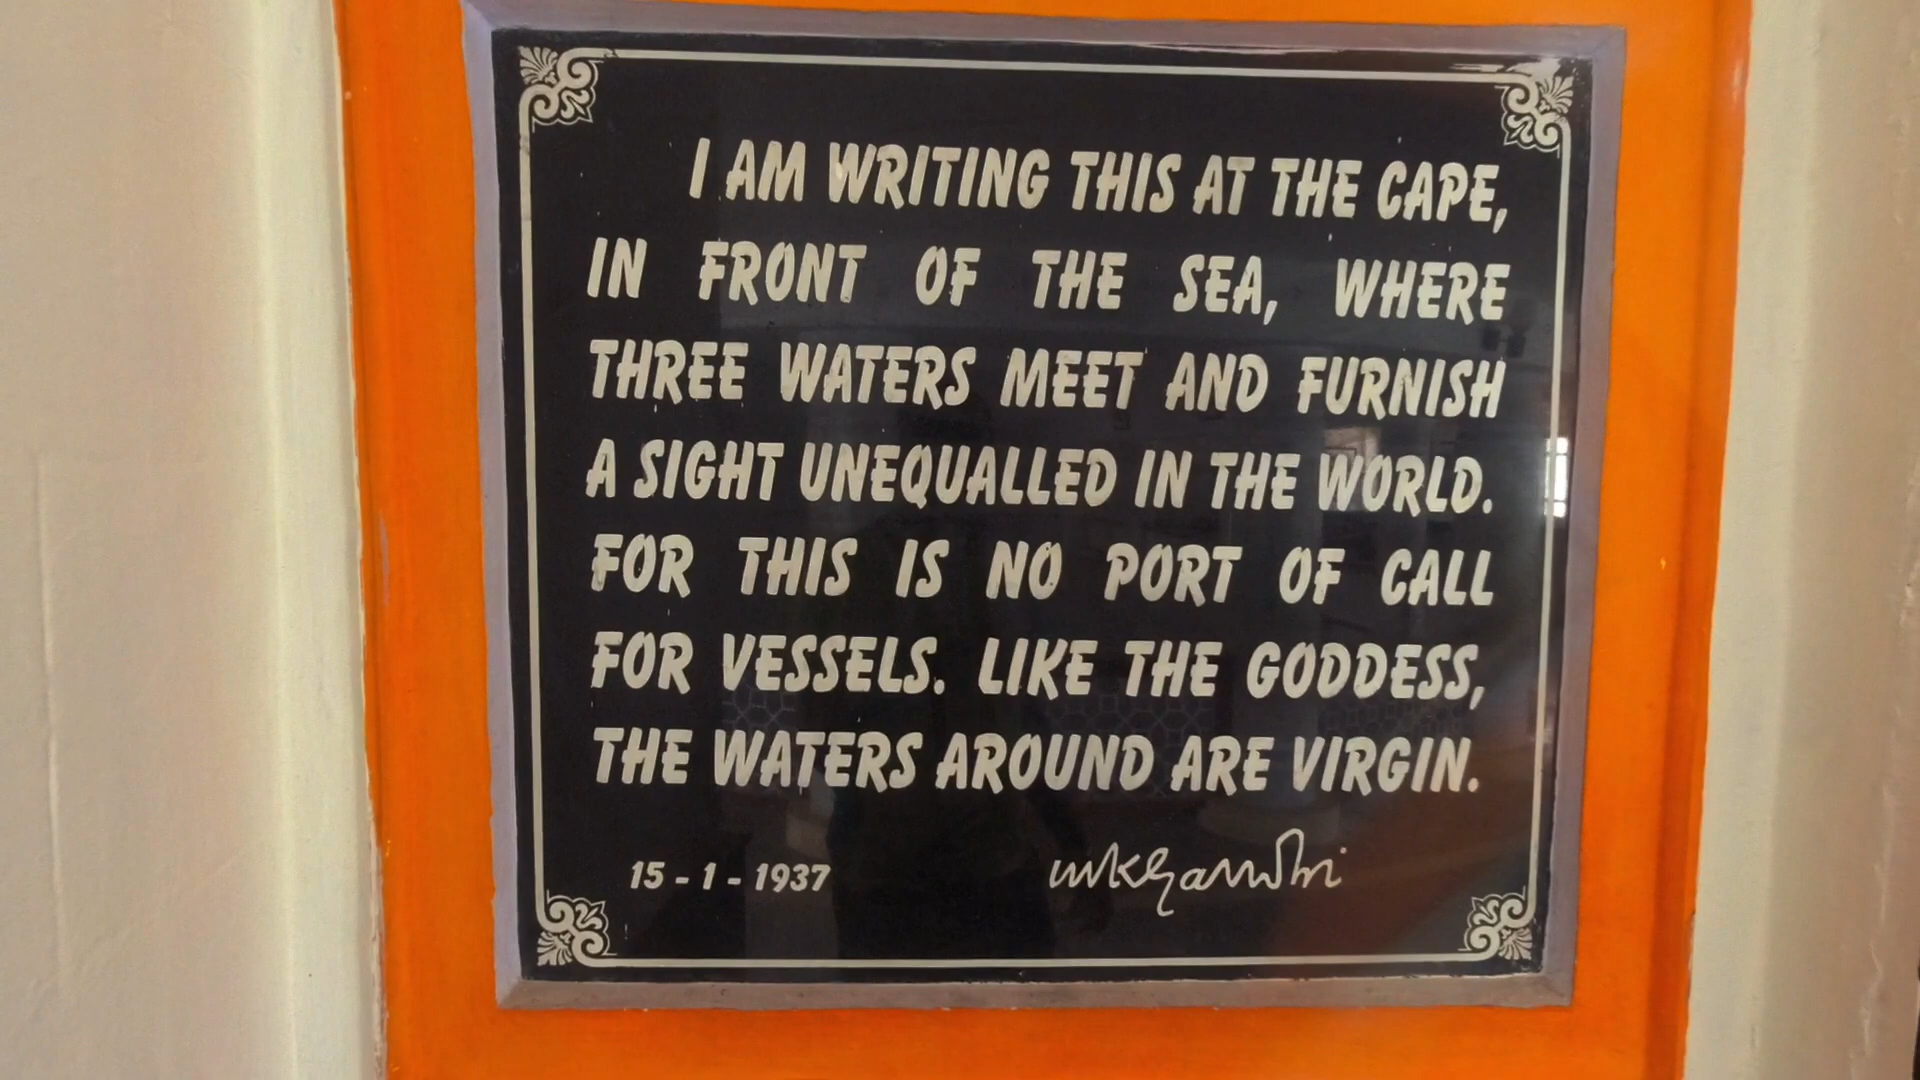 I AM WRITING THIS AT THE CAPE,
IN FRONT OF THE SEA, WHERE
THREE WATERS MEET AND FURNISH
A SIGHT UNEQUALLED IN THE WORLD.
FOR THIS IS NO PORT OF CALL
FOR VESSELS. LIKE THE GODDESS,
THE WATERS AROUND ARE VIRGIN.
15 - 1 - 1937 mkgandhi